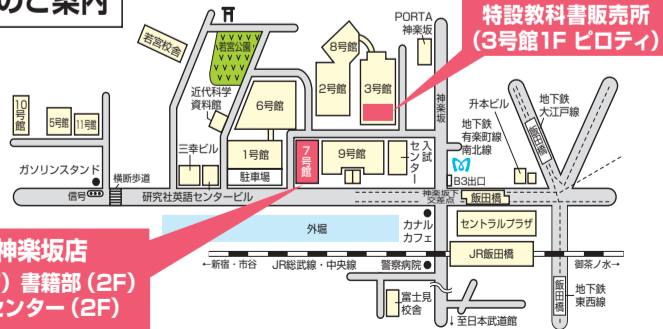 のご案内
特設教科書販売所
(3号館1F ピロティ)
PORTA
神楽坂
若宮校舎
若宮公園
8号館
2号館
3号館
近代科学
資料館
6号館
神楽坂
升本ビル
地下鉄
大江戸線
飯田橋
地下鉄
有楽町線
南北線
10号館
5号館
11号館
三幸ビル
1号館
駐車場
7号館
9号館
入試
センター
B3出口
ガソリンスタンド
横断歩道
信号
研究社英語センタービル
神楽坂下
交差点
飯田橋
外堀
カナル
カフェ
セントラルプラザ
神楽坂店
)書籍部(2F)
センター(2F)
←新宿・市谷
JR総武線・中央線
警察病院
JR飯田橋
御茶ノ水→
富士見
校舎
飯田橋
地下鉄
東西線
↓至日本武道館